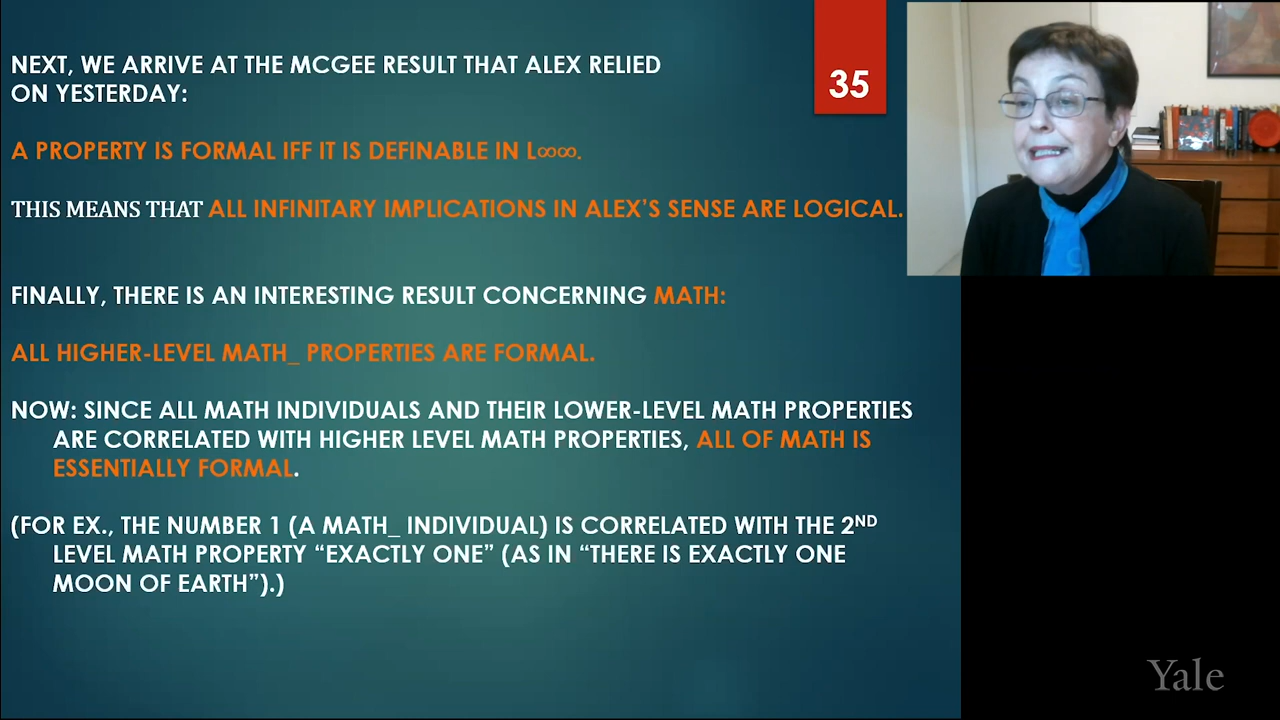 NEXT, WE ARRIVE AT THE MCGEE RESULT THAT ALEX RELIED
ON YESTERDAY:
35
A PROPERTY IS FORMAL IFF IT IS DEFINABLE IN L∞∞.
THIS MEANS THAT ALL INFINITARY IMPLICATIONS IN ALEX’S SENSE ARE LOGICAL.
FINALLY, THERE IS AN INTERESTING RESULT CONCERNING MATH:
ALL HIGHER-LEVEL MATH_ PROPERTIES ARE FORMAL.
NOW: SINCE ALL MATH INDIVIDUALS AND THEIR LOWER-LEVEL MATH PROPERTIES
ARE CORRELATED WITH HIGHER LEVEL MATH PROPERTIES, ALL OF MATH IS
ESSENTIALLY FORMAL.
(FOR EX., THE NUMBER 1 (A MATH_ INDIVIDUAL) IS CORRELATED WITH THE 2ND
LEVEL MATH PROPERTY “EXACTLY ONE” (AS IN “THERE IS EXACTLY ONE
MOON OF EARTH”).)
Yale